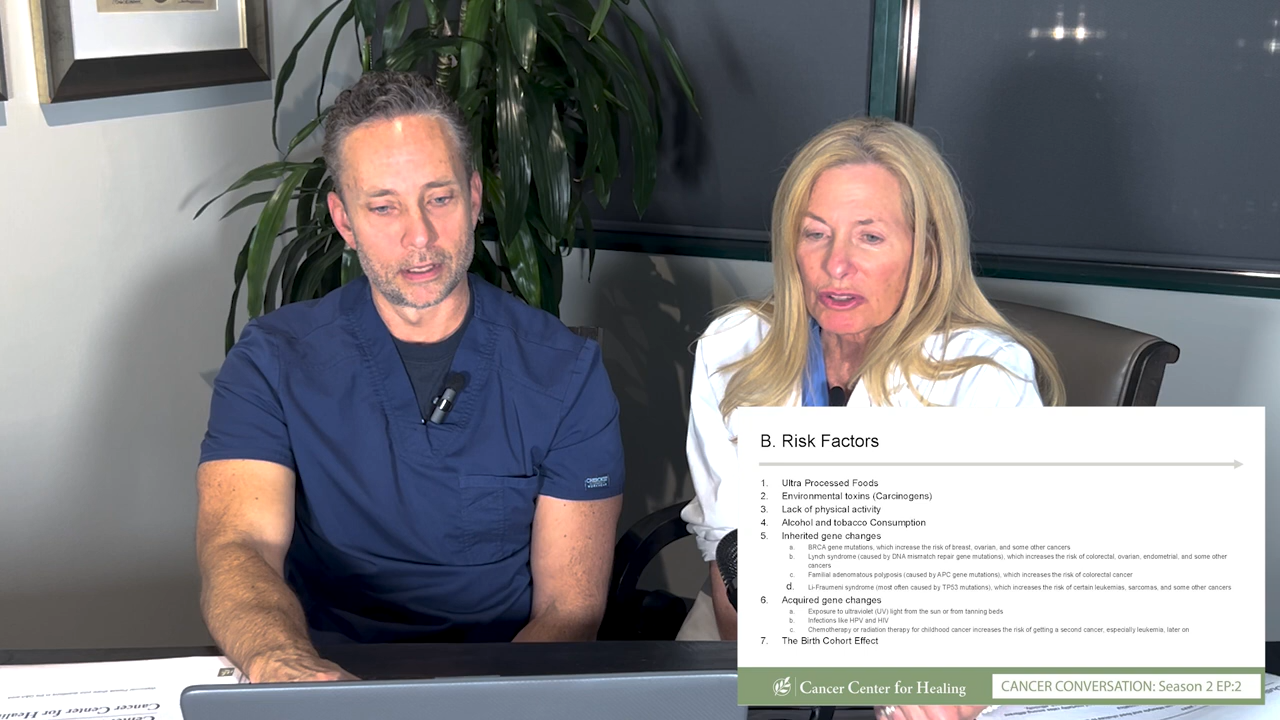 B. Risk Factors
1. Ultra Processed Foods
2. Environmental toxins (Carcinogens)
3. Lack of physical activity
4. Alcohol and tobacco Consumption
5. Inherited gene changes
a. BRCA gene mutations, which increase the risk of breast, ovarian, and some other cancers
b. Lynch syndrome (caused by DNA mismatch repair gene mutations), which increases the risk of colorectal, ovarian, endometrial, and some other
cancers
c. Familial adenomatous polyposis (caused by APC gene mutations), which increases the risk of colorectal cancer
d. Li-Fraumeni syndrome (most often caused by TP53 mutations), which increases the risk of certain leukemias, sarcomas, and some other cancers
6. Acquired gene changes
a. Exposure to ultraviolet (UV) light from the sun or from tanning beds
b. Infections like HPV and HIV
c. Chemotherapy or radiation therapy for childhood cancer increases the risk of getting a second cancer, especially leukemia, later on
7. The Birth Cohort Effect
Cancer Center for Healing
CANCER CONVERSATION: Season 2 EP:2
Cancer Center for Healing